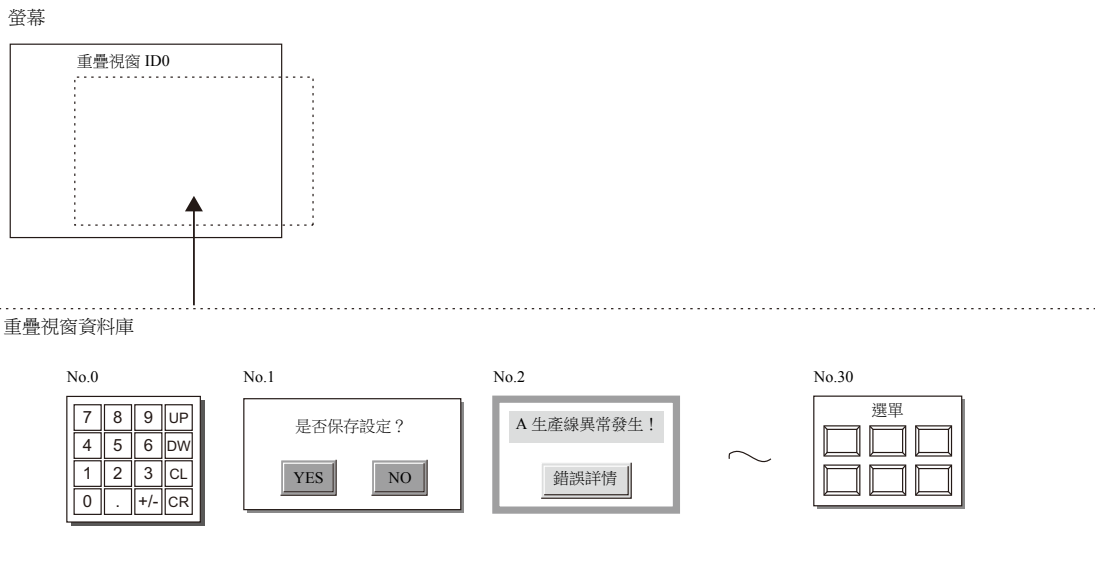 螢幕
重疊視窗 ID0
重疊視窗資料庫
No.0
No.1
No.2
No.30
7 8 9 UP
4 5 6 DW
1 2 3 CL
0 . +/- CR
是否保存設定？
YES NO
A 生產線異常發生！
錯誤詳情
～
選單